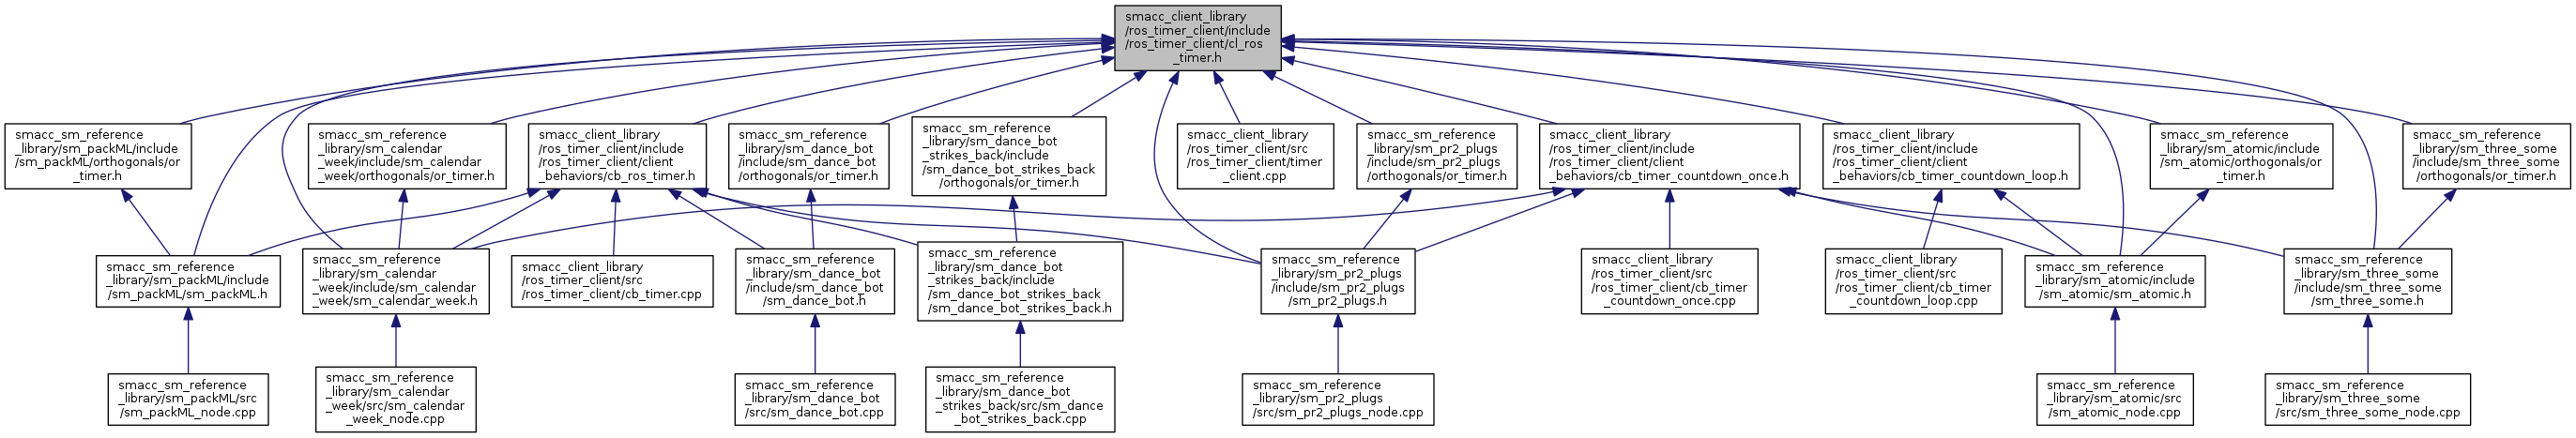 smacc_client_library
/ros_timer_client/include
/ros_timer_client/cl_ros
_timer.h
smacc_sm_reference
_library/sm_packML/include
/sm_packML/orthogonals/or
_timer.h
smacc_sm_reference
_library/sm_calendar
_week/include/sm_calendar
_week/orthogonals/or_timer.h
smacc_client_library
/ros_timer_client/include
/ros_timer_client/client
_behaviors/cb_ros_timer.h
smacc_sm_reference
_library/sm_dance_bot
/include/sm_dance_bot
/orthogonals/or_timer.h
smacc_sm_reference
_library/sm_dance_bot
_strikes_back/include
/sm_dance_bot_strikes_back
/orthogonals/or_timer.h
smacc_client_library
/ros_timer_client/src
/ros_timer_client/timer
_client.cpp
smacc_sm_reference
_library/sm_pr2_plugs
/include/sm_pr2_plugs
/orthogonals/or_timer.h
smacc_client_library
/ros_timer_client/include
/ros_timer_client/client
_behaviors/cb_timer_countdown_once.h
smacc_client_library
/ros_timer_client/include
/ros_timer_client/client
_behaviors/cb_timer_countdown_loop.h
smacc_sm_reference
_library/sm_atomic/include
/sm_atomic/orthogonals/or
_timer.h
smacc_sm_reference
_library/sm_three_some
/include/sm_three_some
/orthogonals/or_timer.h
smacc_sm_reference
_library/sm_packML/include
/sm_packML/sm_packML.h
smacc_sm_reference
_library/sm_calendar
_week/include/sm_calendar
_week/sm_calendar_week.h
smacc_client_library
/ros_timer_client/src
/ros_timer_client/cb_timer.cpp
smacc_sm_reference
_library/sm_dance_bot
/include/sm_dance_bot
/sm_dance_bot.h
smacc_sm_reference
_library/sm_dance_bot
_strikes_back/include
/sm_dance_bot_strikes_back
/sm_dance_bot_strikes_back.h
smacc_sm_reference
_library/sm_pr2_plugs
/include/sm_pr2_plugs
/sm_pr2_plugs.h
smacc_client_library
/ros_timer_client/src
/ros_timer_client/cb_timer
_countdown_once.cpp
smacc_client_library
/ros_timer_client/src
/ros_timer_client/cb_timer
_countdown_loop.cpp
smacc_sm_reference
_library/sm_atomic/include
/sm_atomic/sm_atomic.h
smacc_sm_reference
_library/sm_three_some
/include/sm_three_some
/sm_three_some.h
smacc_sm_reference
_library/sm_packML/src
/sm_packML_node.cpp
smacc_sm_reference
_library/sm_calendar
_week/src/sm_calendar
_week_node.cpp
smacc_sm_reference
_library/sm_dance_bot
/src/sm_dance_bot.cpp
smacc_sm_reference
_library/sm_dance_bot
_strikes_back/src/sm_dance
_bot_strikes_back.cpp
smacc_sm_reference
_library/sm_pr2_plugs
/src/sm_pr2_plugs_node.cpp
smacc_sm_reference
_library/sm_atomic/src
/sm_atomic_node.cpp
smacc_sm_reference
_library/sm_three_some
/src/sm_three_some_node.cpp